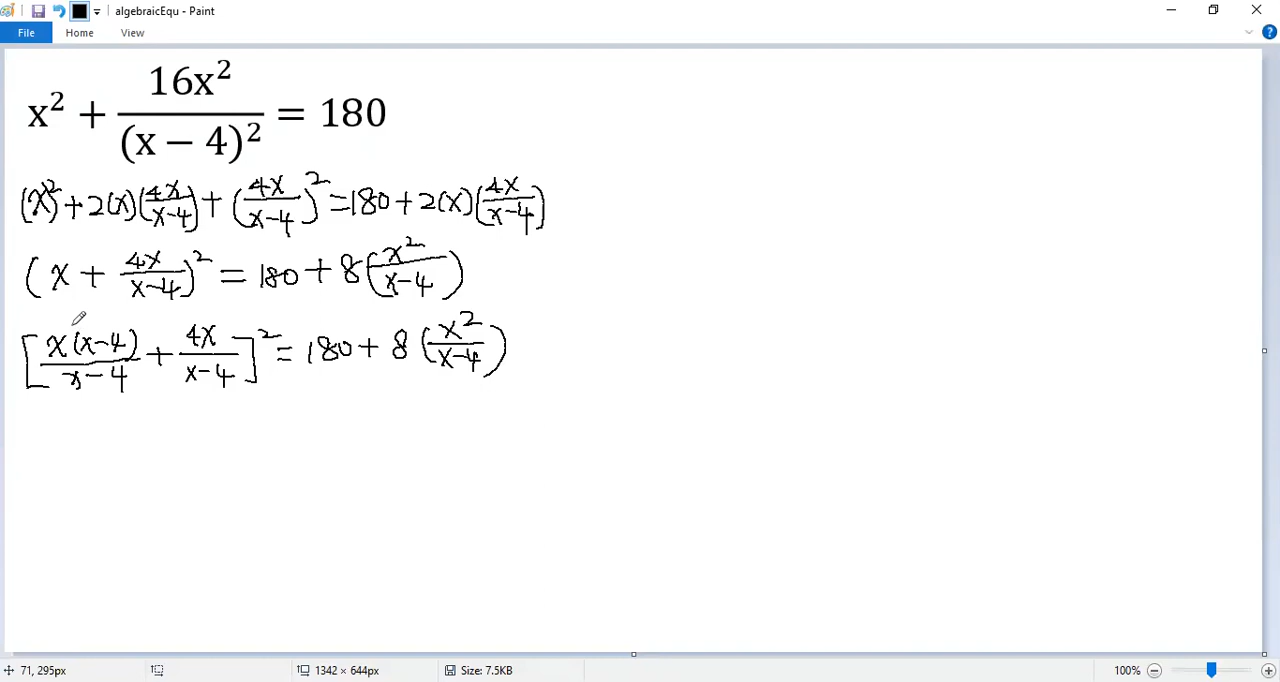 algebraicEqu - Paint
File Home View
x² + 16x²/(x − 4)² = 180
(x)² + 2(x)(4x/x-4) + (4x/x-4)² = 180 + 2(x)(4x/x-4)
(x + 4x/x-4)² = 180 + 8(x²/x-4)
[x(x-4)/x-4 + 4x/x-4]² = 180 + 8(x²/x-4)
71, 295px 1342 × 644px Size: 7.5KB 100%